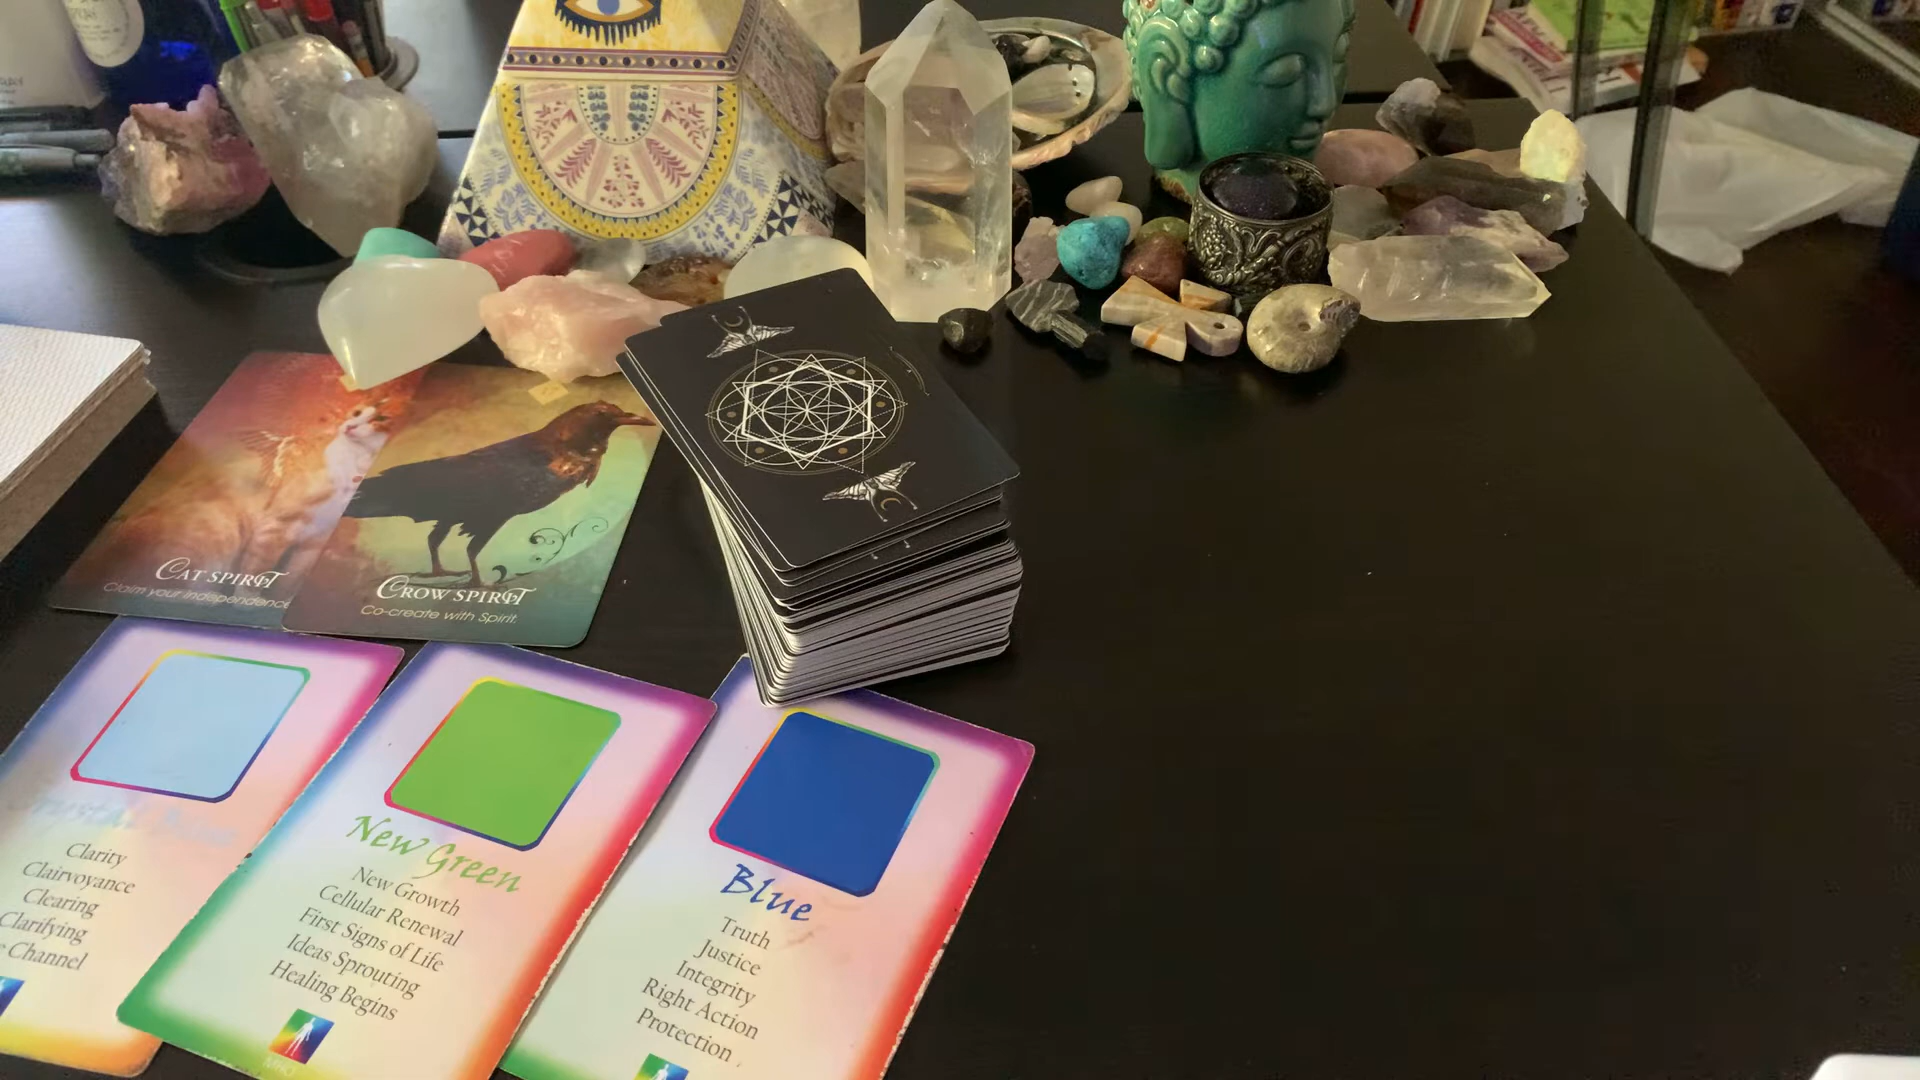 CAT SPIRIT
Claim your independence
CROW SPIRIT
Co-create with Spirit.
Clarity
Clairvoyance
Clearing
Clarifying
Channel
New Green
New Growth
Cellular Renewal
First Signs of Life
Ideas Sprouting
Healing Begins
Blue
Truth
Justice
Integrity
Right Action
Protection